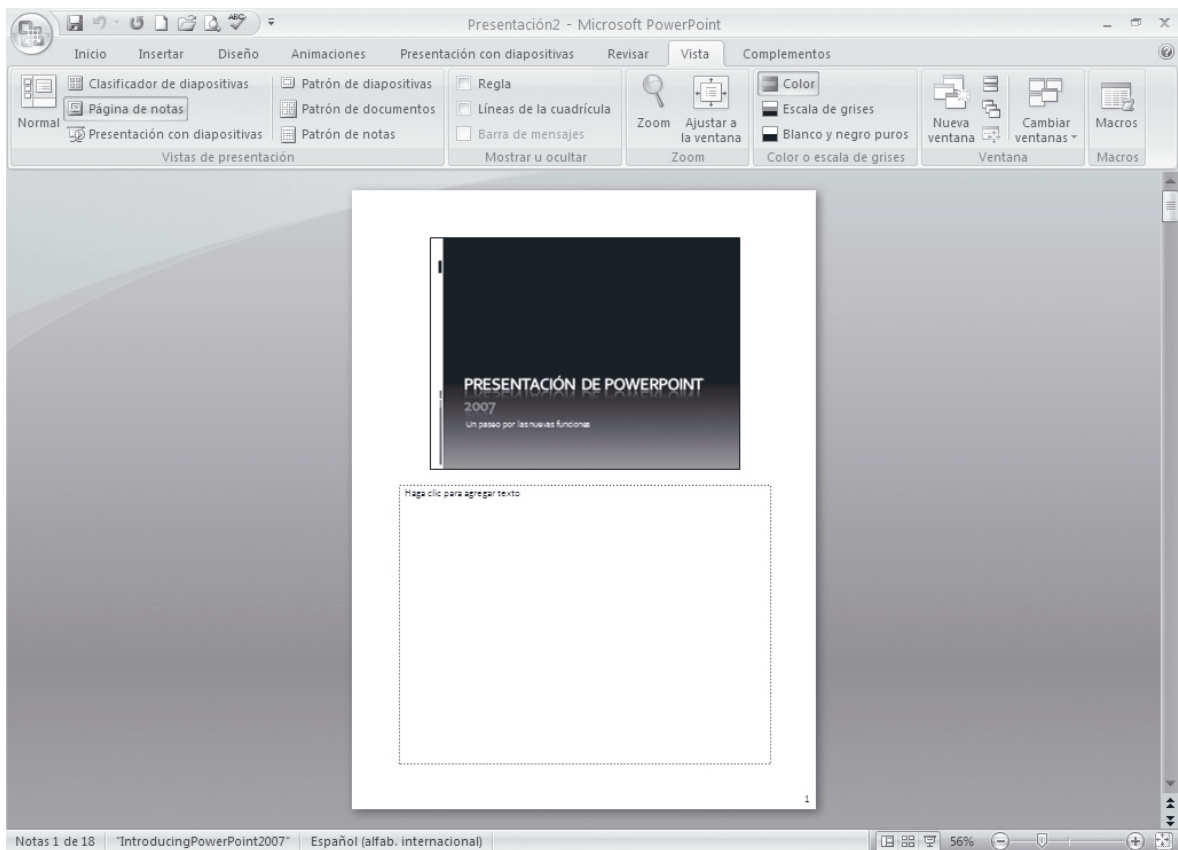 Presentación2 - Microsoft PowerPoint
Inicio Insertar Diseño Animaciones Presentación con diapositivas Revisar Vista Complementos
Normal
Clasificador de diapositivas
Página de notas
Presentación con diapositivas
Patrón de diapositivas
Patrón de documentos
Patrón de notas
Vistas de presentación
Regla
Líneas de la cuadrícula
Barra de mensajes
Mostrar u ocultar
Zoom
Ajustar a
la ventana
Zoom
Color
Escala de grises
Blanco y negro puros
Color o escala de grises
Nueva
ventana
Cambiar
ventanas
Ventana
Macros
Macros
PRESENTACIÓN DE POWERPOINT
2007
Un paseo por las nuevas funciones
Haga clic para agregar texto
1
Notas 1 de 18 "IntroducingPowerPoint2007" Español (alfab. internacional) 56%